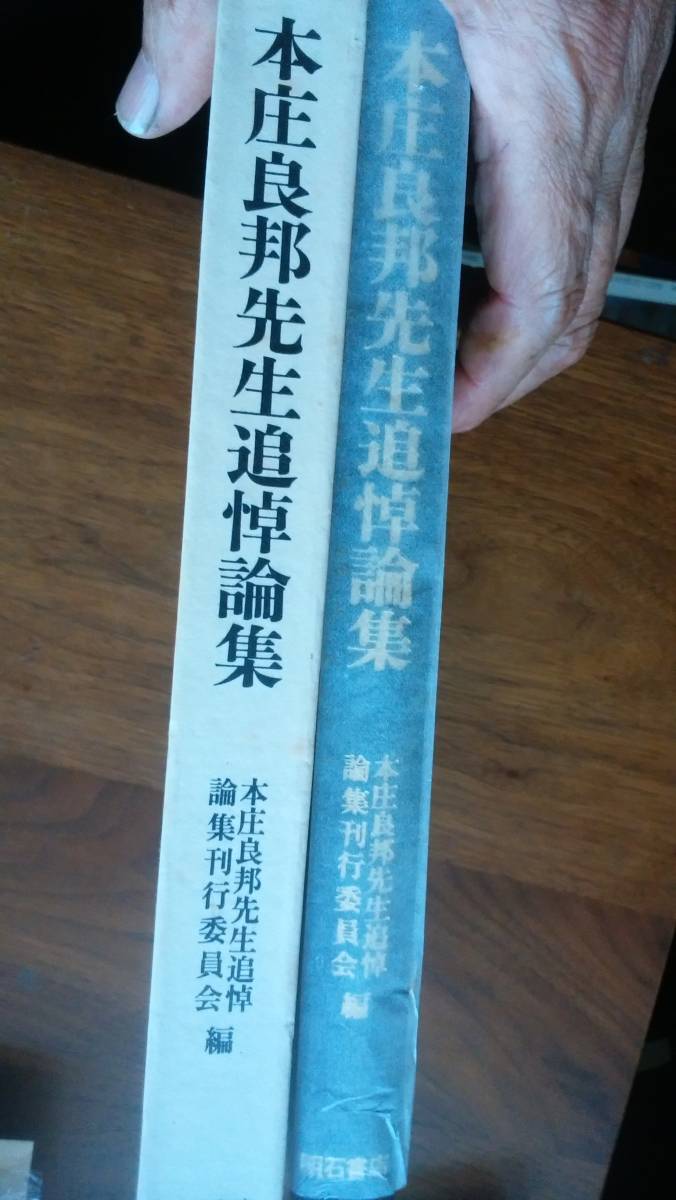 本庄良邦先生追悼論集
本庄良邦先生追悼
論集刊行委員会 編
本庄良邦先生追悼論集
本庄良邦先生追悼
論集刊行委員会 編
明石書店